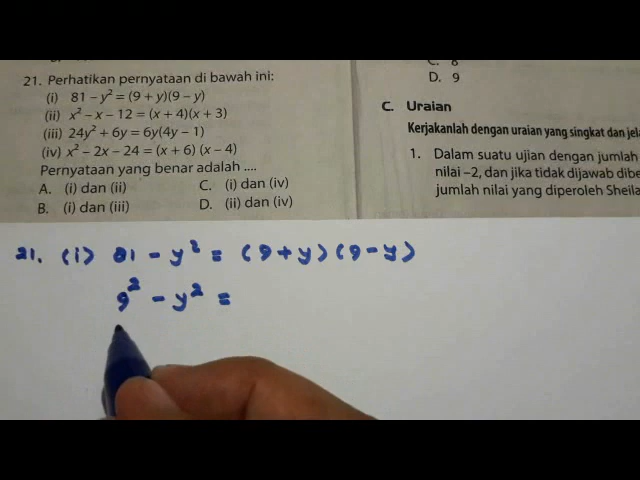 21. Perhatikan pernyataan di bawah ini:
(i) 81 – y² = (9 + y)(9 – y)
(ii) x² – x – 12 = (x + 4)(x + 3)
(iii) 24y² + 6y = 6y(4y – 1)
(iv) x² – 2x – 24 = (x + 6) (x – 4)
Pernyataan yang benar adalah ....
A. (i) dan (ii)
C. (i) dan (iv)
B. (i) dan (iii)
D. (ii) dan (iv)
C. 8
D. 9
C. Uraian
Kerjakanlah dengan uraian yang singkat dan
1. Dalam suatu ujian dengan jumlah
nilai –2, dan jika tidak dijawab
jumlah nilai yang diperoleh Sheila
21. (i) 81 - y² = (9 + y)(9 - y)
9² - y² =